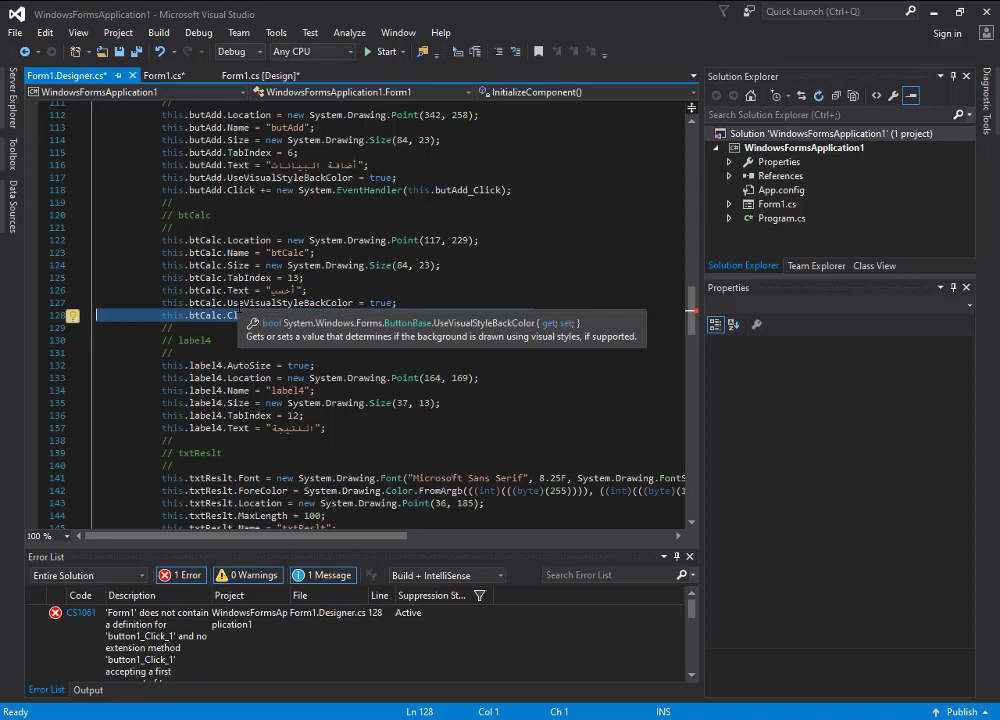 WindowsFormsApplication1 - Microsoft Visual Studio
Quick Launch (Ctrl+Q)
File Edit View Project Build Debug Team Tools Test Analyze Window Help
Sign in
Debug Any CPU Start
Form1.Designer.cs* Form1.cs* Form1.cs [Design]*
WindowsFormsApplication1 WindowsFormsApplication1.Form1 InitializeComponent()
Server Explorer
Toolbox
Data Sources
111 //
112 this.butAdd.Location = new System.Drawing.Point(342, 258);
113 this.butAdd.Name = "butAdd";
114 this.butAdd.Size = new System.Drawing.Size(84, 23);
115 this.butAdd.TabIndex = 6;
116 this.butAdd.Text = "أضافة البيانات";
117 this.butAdd.UseVisualStyleBackColor = true;
118 this.butAdd.Click += new System.EventHandler(this.butAdd_Click);
119 //
120 // btCalc
121 //
122 this.btCalc.Location = new System.Drawing.Point(117, 229);
123 this.btCalc.Name = "btCalc";
124 this.btCalc.Size = new System.Drawing.Size(84, 23);
125 this.btCalc.TabIndex = 13;
126 this.btCalc.Text = "أحسب";
127 this.btCalc.UseVisualStyleBackColor = true;
128 this.btCalc.Cl
bool System.Windows.Forms.ButtonBase.UseVisualStyleBackColor { get; set; }
Gets or sets a value that determines if the background is drawn using visual styles, if supported.
129 //
130 // label4
131 //
132 this.label4.AutoSize = true;
133 this.label4.Location = new System.Drawing.Point(164, 169);
134 this.label4.Name = "label4";
135 this.label4.Size = new System.Drawing.Size(37, 13);
136 this.label4.TabIndex = 12;
137 this.label4.Text = "النتيجة";
138 //
139 // txtReslt
140 //
141 this.txtReslt.Font = new System.Drawing.Font("Microsoft Sans Serif", 8.25F, System.Drawing.FontS
142 this.txtReslt.ForeColor = System.Drawing.Color.FromArgb(((int)(((byte)(255)))), ((int)(((byte)(1
143 this.txtReslt.Location = new System.Drawing.Point(36, 185);
144 this.txtReslt.MaxLength = 100;
145 this.txtReslt.Name = "txtReslt";
100 %
Solution Explorer
Search Solution Explorer (Ctrl+;)
Solution 'WindowsFormsApplication1' (1 project)
WindowsFormsApplication1
Properties
References
App.config
Form1.cs
Program.cs
Solution Explorer Team Explorer Class View
Properties
Diagnostic Tools
Error List
Entire Solution 1 Error 0 Warnings 1 Message Build + IntelliSense Search Error List
Code Description Project File Line Suppression St...
CS1061 'Form1' does not contain WindowsFormsAp Form1.Designer.cs 128 Active
a definition for plication1
'button1_Click_1' and no
extension method
'button1_Click_1'
accepting a first
Error List Output
Ready Ln 128 Col 1 Ch 1 INS Publish